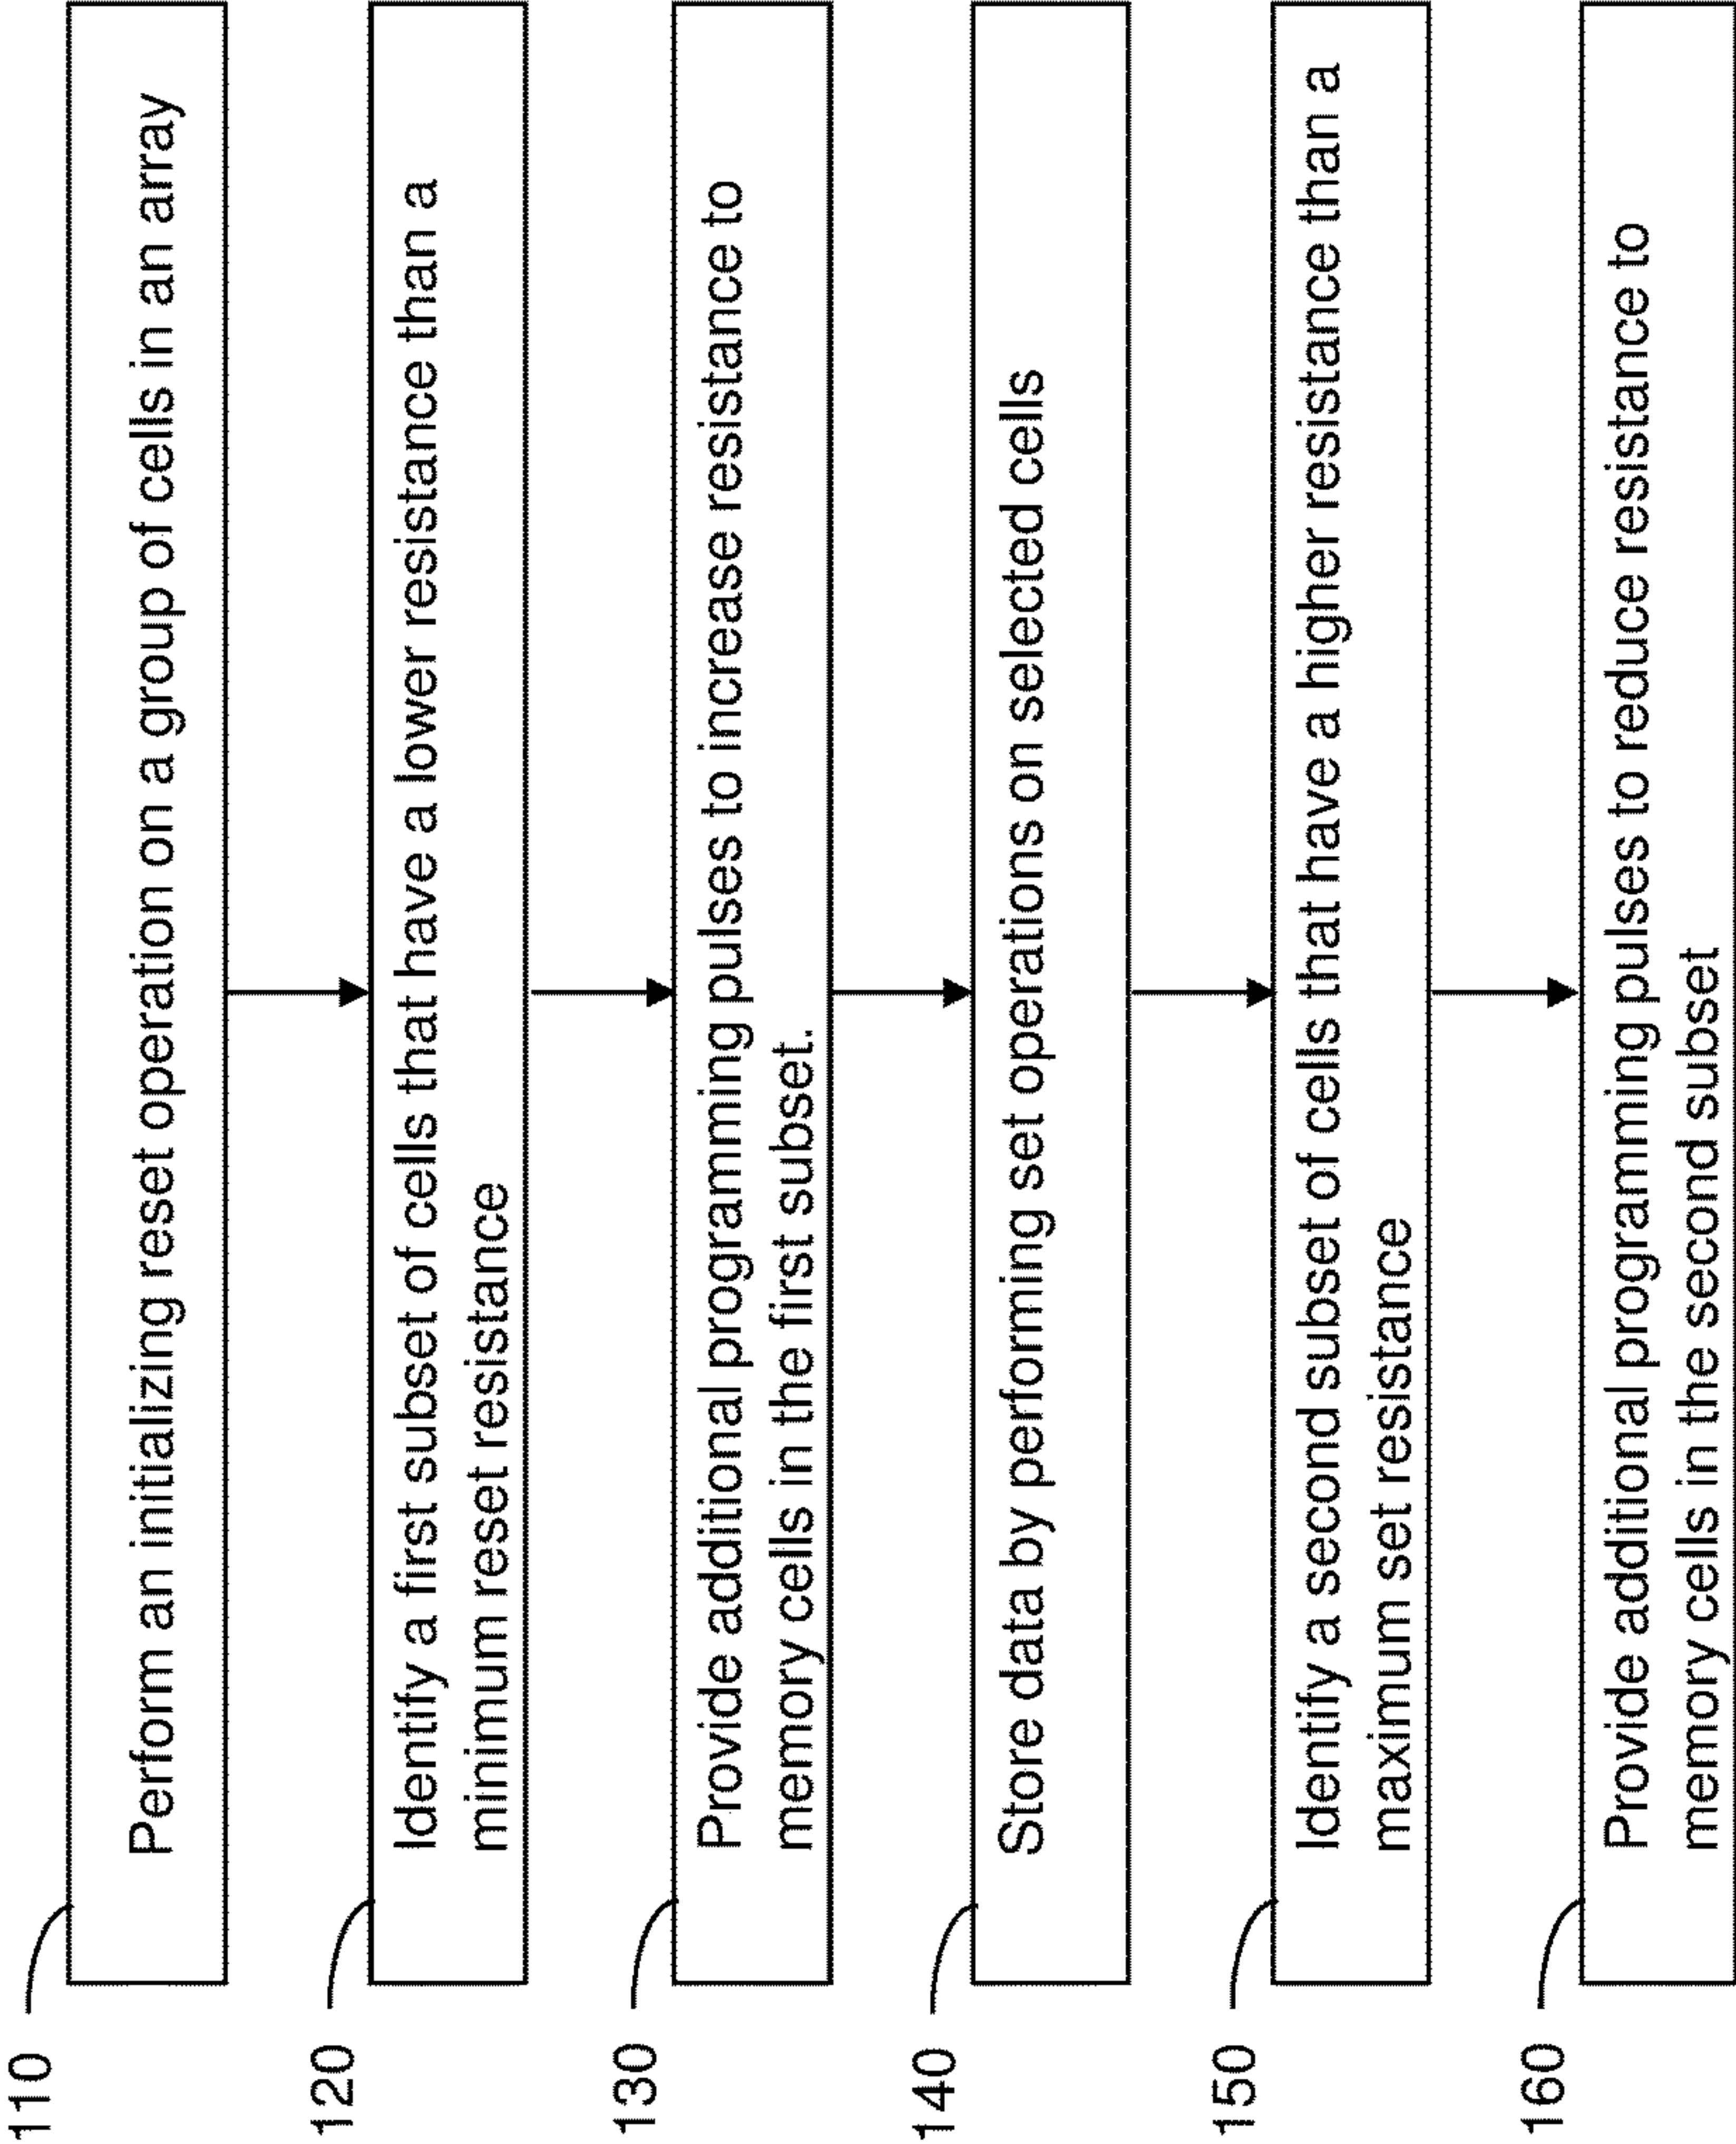 110
Perform an initializing reset operation on a group of cells in an array
120
Identify a first subset of cells that have a lower resistance than a
minimum reset resistance
130
Provide additional programming pulses to increase resistance to
memory cells in the first subset.
140
Store data by performing set operations on selected cells
150
Identify a second subset of cells that have a higher resistance than a
maximum set resistance
160
Provide additional programming pulses to reduce resistance to
memory cells in the second subset